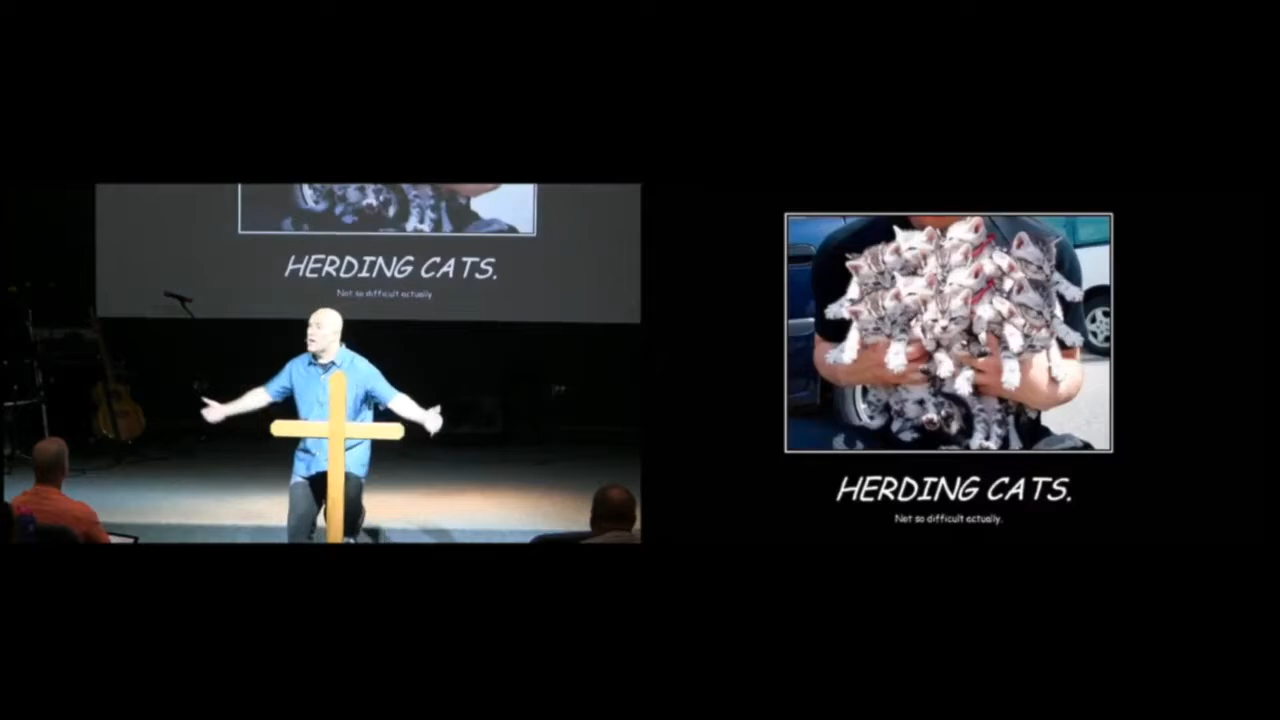 HERDING CATS.
Not so difficult actually
HERDING CATS.
Not so difficult actually.